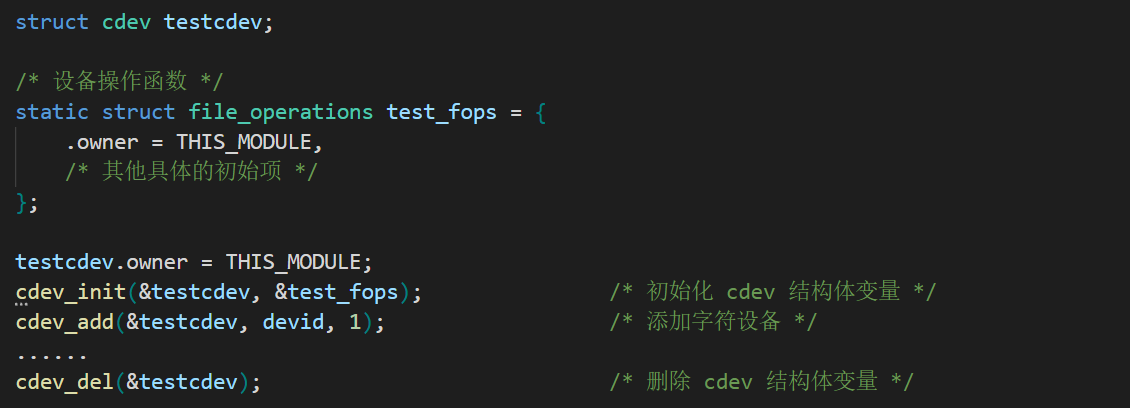 struct cdev testcdev;
/* 设备操作函数 */
static struct file_operations test_fops = {
.owner = THIS_MODULE,
/* 其他具体的初始项 */
};
testcdev.owner = THIS_MODULE;
cdev_init(&testcdev, &test_fops); /* 初始化 cdev 结构体变量 */
cdev_add(&testcdev, devid, 1); /* 添加字符设备 */
......
cdev_del(&testcdev); /* 删除 cdev 结构体变量 */